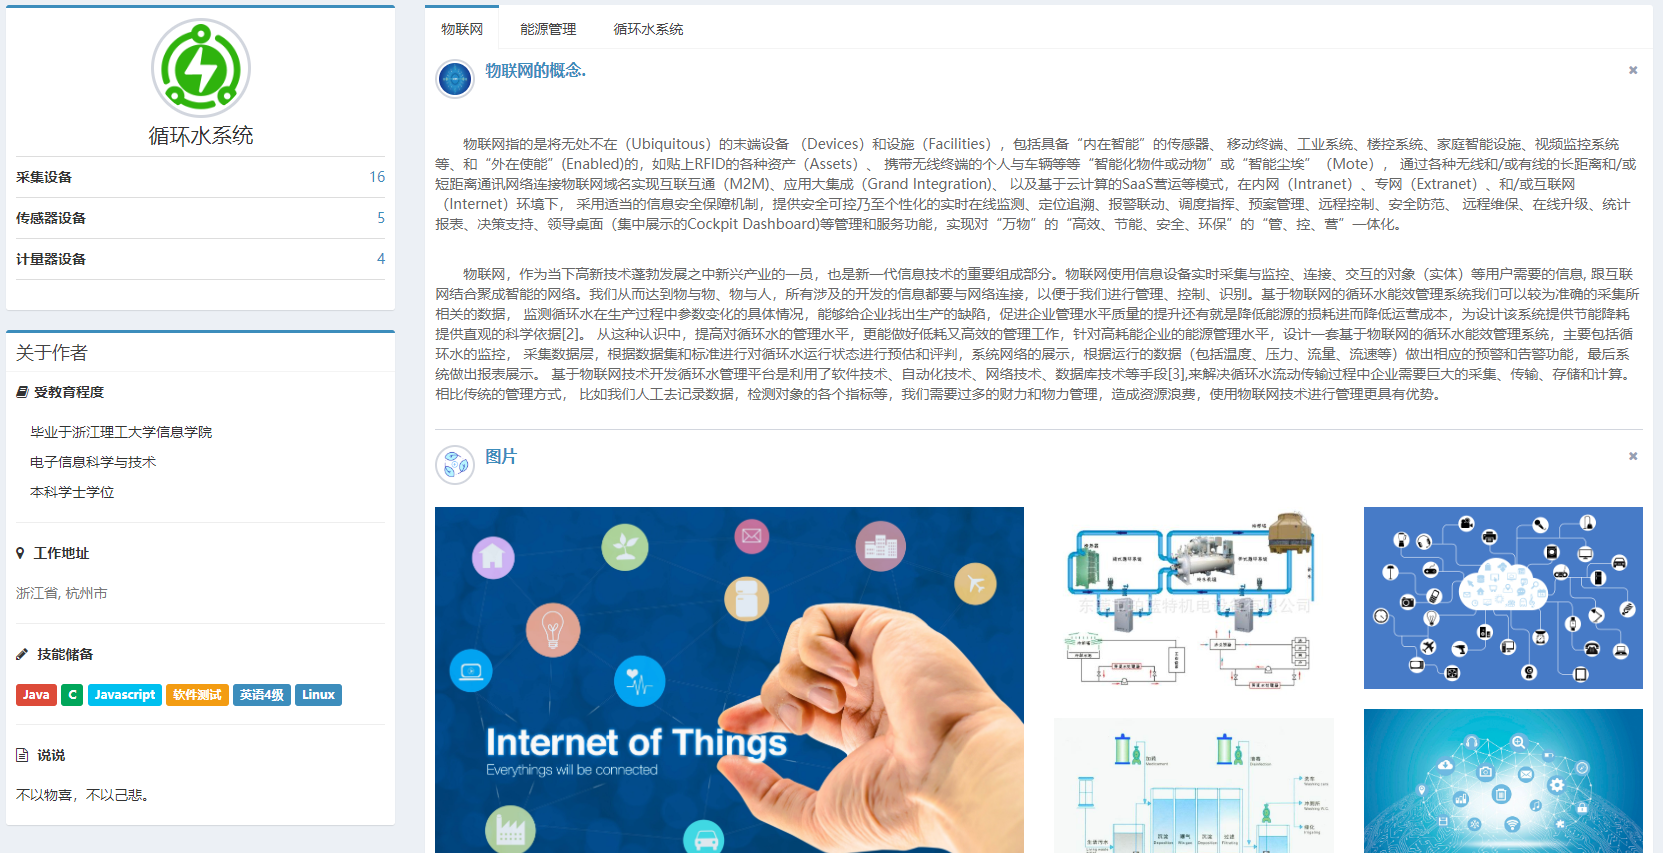 循环水系统
采集设备 16
传感器设备 5
计量器设备 4
关于作者
受教育程度
毕业于浙江理工大学信息学院
电子信息科学与技术
本科学士学位
工作地址
浙江省, 杭州市
技能储备
Java C Javascript 软件测试 英语4级 Linux
说说
不以物喜，不以己悲。
物联网 能源管理 循环水系统
物联网的概念.
物联网指的是将无处不在（Ubiquitous）的末端设备 （Devices）和设施（Facilities），包括具备“内在智能”的传感器、 移动终端、工业系统、楼控系统、家庭智能设施、视频监控系统
等、和“外在使能”(Enabled)的，如贴上RFID的各种资产（Assets）、 携带无线终端的个人与车辆等等“智能化物件或动物”或“智能尘埃”（Mote）， 通过各种无线和/或有线的长距离和/或
短距离通讯网络连接物联网域名实现互联互通（M2M)、应用大集成（Grand Integration)、 以及基于云计算的SaaS营运等模式，在内网（Intranet）、专网（Extranet）、和/或互联网
（Internet）环境下， 采用适当的信息安全保障机制，提供安全可控乃至个性化的实时在线监测、定位追溯、报警联动、调度指挥、预案管理、远程控制、安全防范、 远程维保、在线升级、统计
报表、决策支持、领导桌面（集中展示的Cockpit Dashboard)等管理和服务功能，实现对“万物”的“高效、节能、安全、环保”的“管、控、营”一体化。
物联网，作为当下高新技术蓬勃发展之中新兴产业的一员，也是新一代信息技术的重要组成部分。物联网使用信息设备实时采集与监控、连接、交互的对象（实体）等用户需要的信息, 跟互联
网结合聚成智能的网络。我们从而达到物与物、物与人，所有涉及的开发的信息都要与网络连接，以便于我们进行管理、控制、识别。基于物联网的循环水能效管理系统我们可以较为准确的采集所
相关的数据， 监测循环水在生产过程中参数变化的具体情况，能够给企业找出生产的缺陷，促进企业管理水平质量的提升还有就是降低能源的损耗进而降低运营成本，为设计该系统提供节能降耗
提供直观的科学依据[2]。 从这种认识中，提高对循环水的管理水平，更能做好低耗又高效的管理工作，针对高耗能企业的能源管理水平，设计一套基于物联网的循环水能效管理系统，主要包括循
环水的监控， 采集数据层，根据数据集和标准进行对循环水运行状态进行预估和评判，系统网络的展示，根据运行的数据（包括温度、压力、流量、流速等）做出相应的预警和告警功能，最后系
统做出报表展示。 基于物联网技术开发循环水管理平台是利用了软件技术、自动化技术、网络技术、数据库技术等手段[3],来解决循环水流动传输过程中企业需要巨大的采集、传输、存储和计算。
相比传统的管理方式， 比如我们人工去记录数据，检测对象的各个指标等，我们需要过多的财力和物力管理，造成资源浪费，使用物联网技术进行管理更具有优势。
图片
Internet of Things
Everythings will be connected